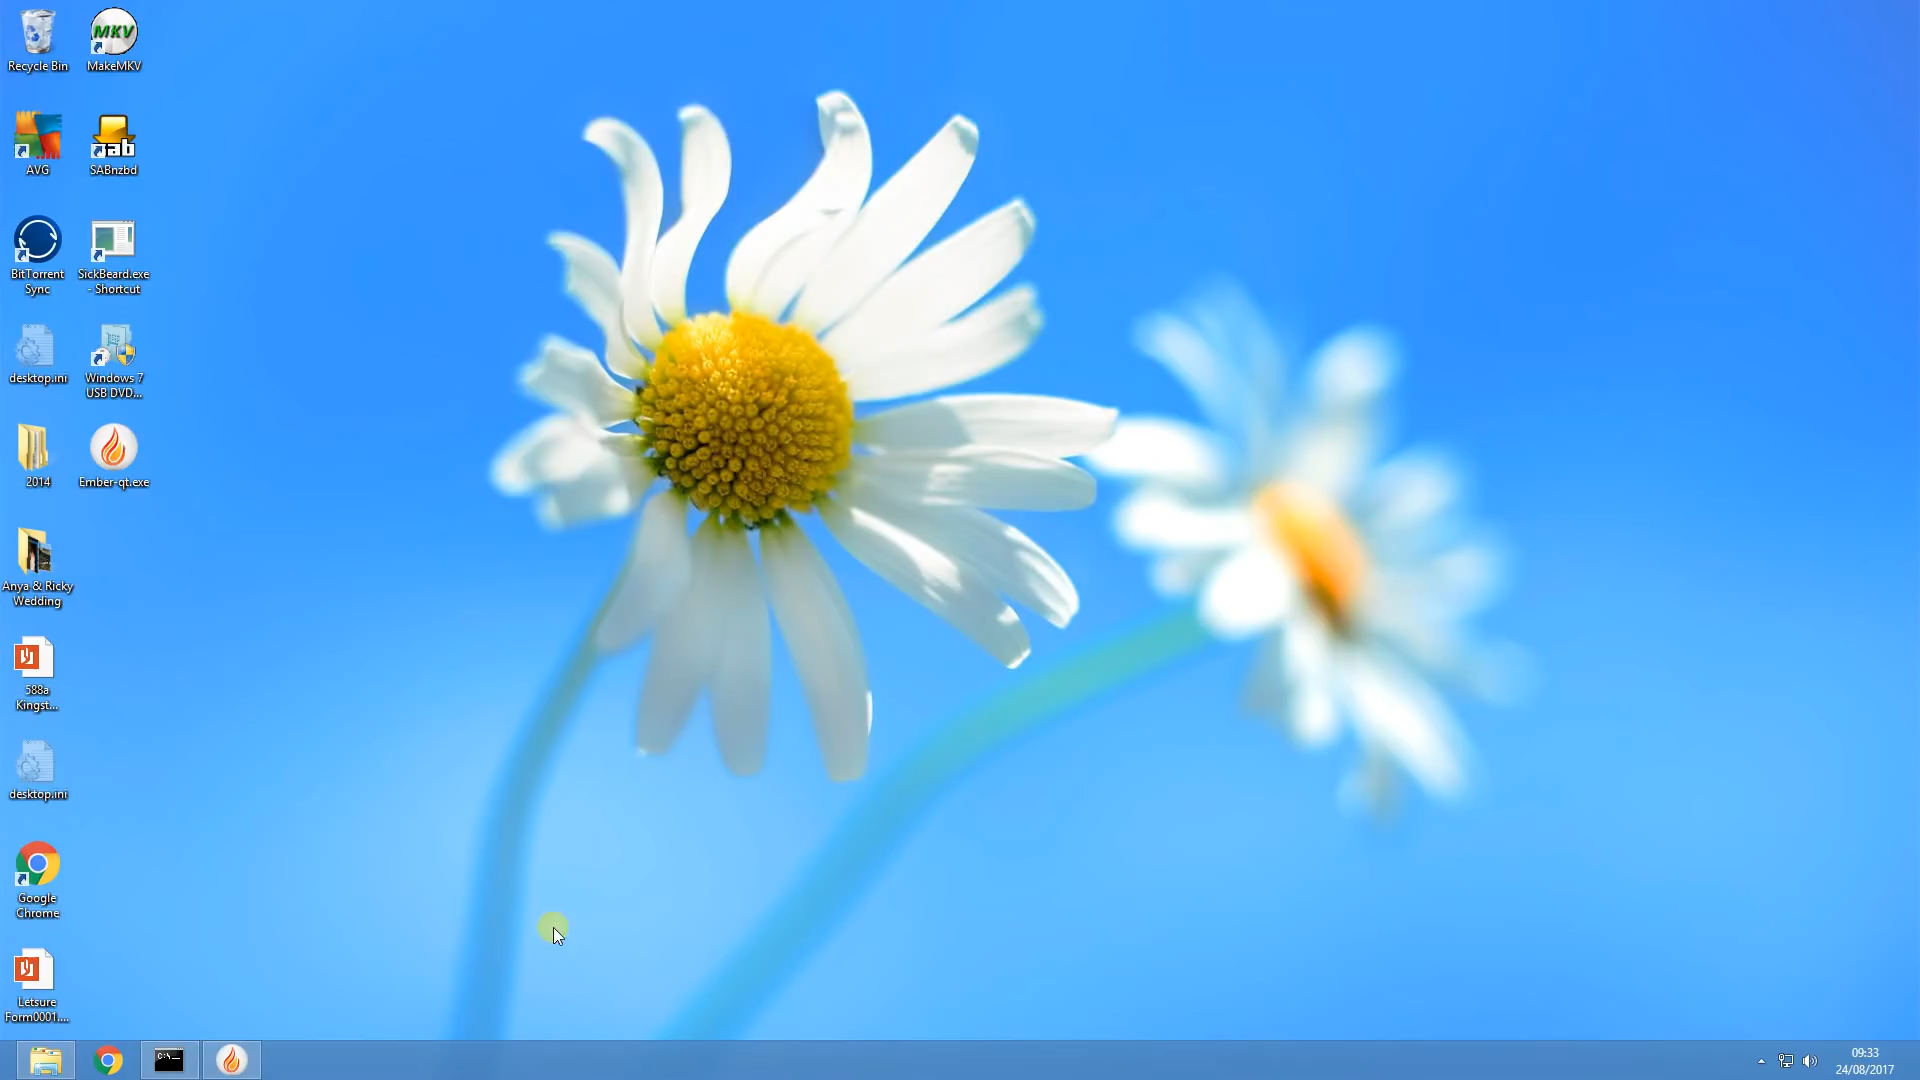 Recycle Bin
MKV
MakeMKV
AVG
sab
SABnzbd
BitTorrent
Sync
SickBeard.exe
- Shortcut
desktop.ini
Windows 7
USB DVD...
2014
Ember-qt.exe
Anya & Ricky
Wedding
588a
Kingst...
desktop.ini
Google
Chrome
Letsure
Form0001....
C:\
09:33
24/08/2017